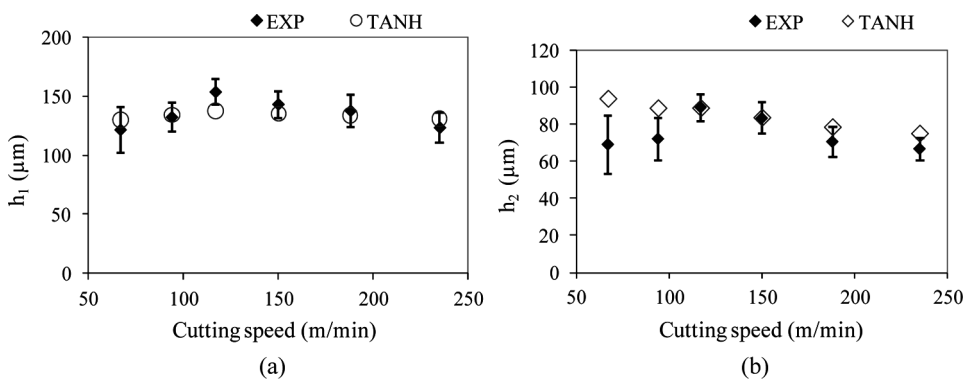 EXP TANH
200
150
100
50
0
h₁ (µm)
50 100 150 200 250
Cutting speed (m/min)
(a)
EXP TANH
120
100
80
60
40
20
0
h₂ (µm)
50 100 150 200 250
Cutting speed (m/min)
(b)